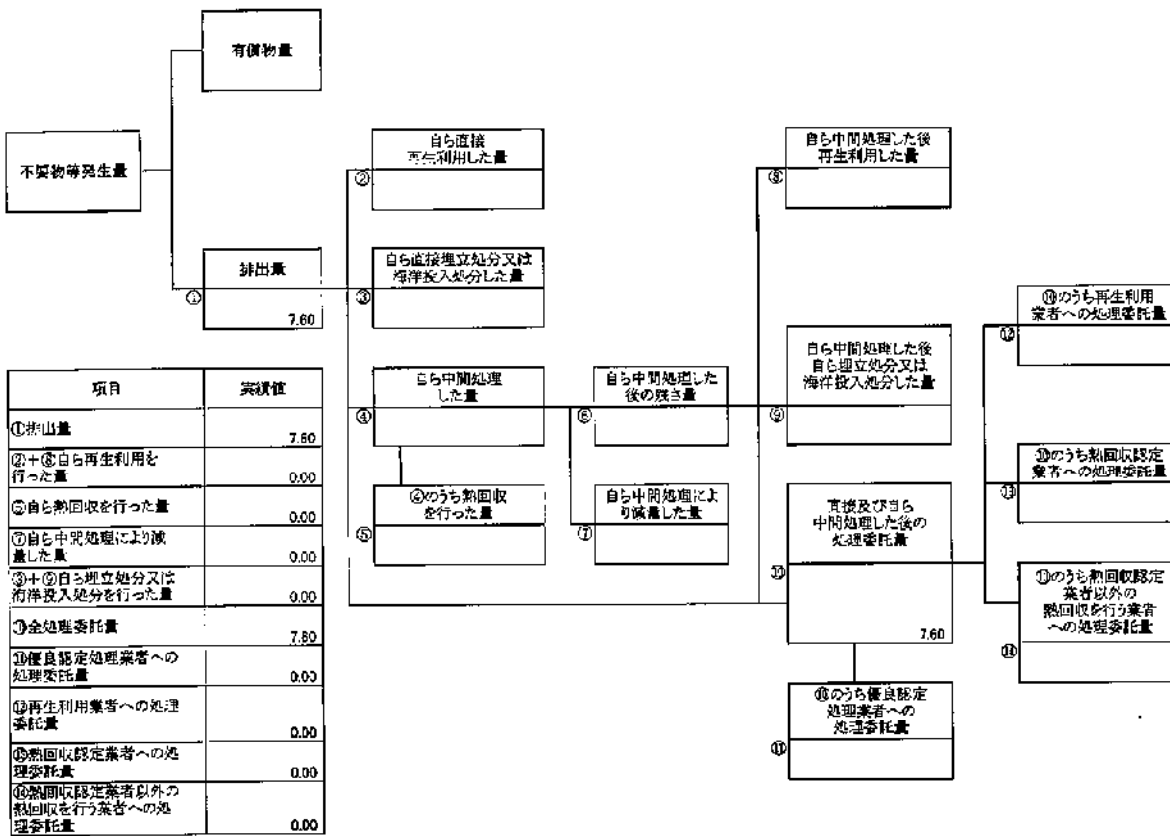 有償物量
不要物等発生量
排出量
①
7.60
自ら直接
再生利用した量
②
自ら直接埋立処分又は
海洋投入処分した量
③
自ら中間処理
した量
④
④のうち熱回収
を行った量
⑤
自ら中間処理した
後の残さ量
⑥
自ら中間処理によ
り減量した量
⑦
自ら中間処理した後
再生利用した量
⑧
自ら中間処理した後
自ら埋立処分又は
海洋投入処分した量
⑨
直接及び自ら
中間処理した後の
処理委託量
⑩
7.60
⑩のうち優良認定
処理業者への
処理委託量
⑪
⑩のうち再生利用
業者への処理委託量
⑫
⑩のうち熱回収認定
業者への処理委託量
⑬
⑩のうち熱回収認定
業者以外の
熱回収を行う業者
への処理委託量
⑭
項目 実績値
①排出量 7.60
②+⑧自ら再生利用を
行った量 0.00
⑤自ら熱回収を行った量 0.00
⑦自ら中間処理により減
量した量 0.00
③+⑨自ら埋立処分又は
海洋投入処分を行った量 0.00
⑩全処理委託量 7.60
⑪優良認定処理業者への
処理委託量 0.00
⑫再生利用業者への処理
委託量 0.00
⑬熱回収認定業者への処
理委託量 0.00
⑭熱回収認定業者以外の
熱回収を行う業者への処
理委託量 0.00